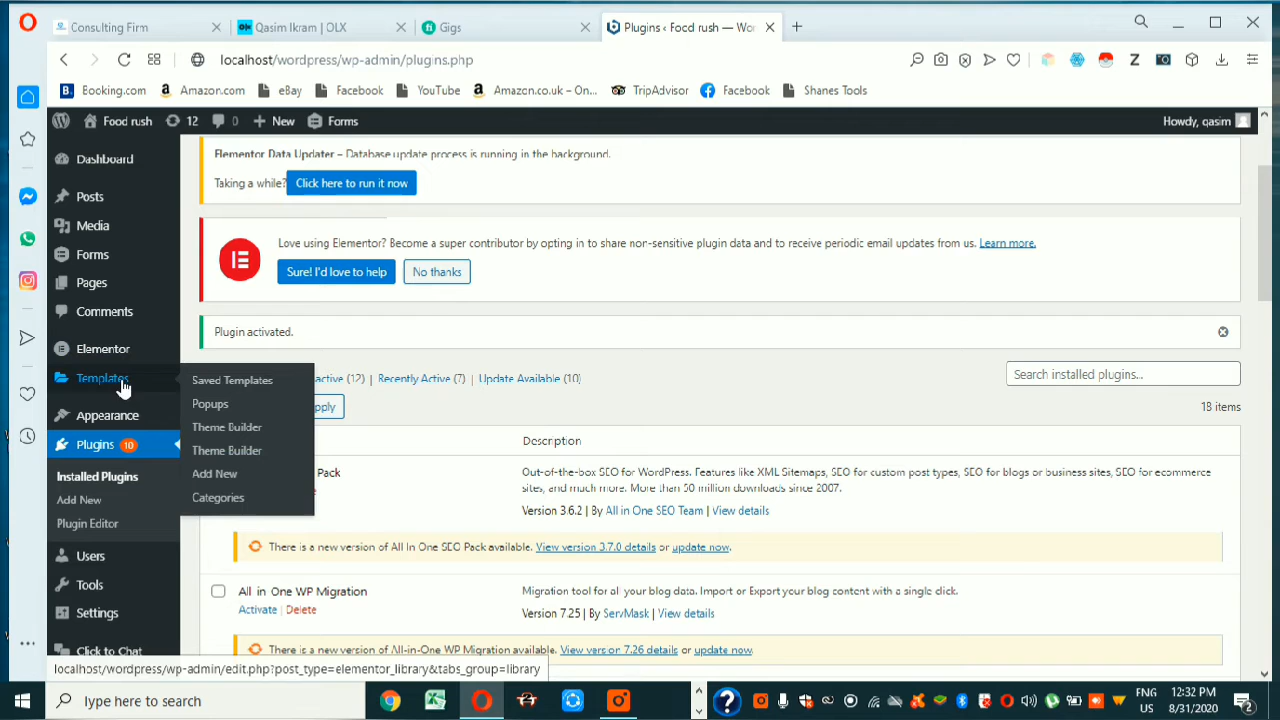 Consulting Firm
Qasim Ikram | OLX
Gigs
Plugins ‹ Food rush — Wor
localhost/wordpress/wp-admin/plugins.php
Booking.com
Amazon.com
eBay
Facebook
YouTube
Amazon.co.uk – On...
TripAdvisor
Facebook
Shanes Tools
Food rush
12
0
New
Forms
Howdy, qasim
Dashboard
Posts
Media
Forms
Pages
Comments
Elementor
Templates
Appearance
Plugins 10
Installed Plugins
Add New
Plugin Editor
Users
Tools
Settings
Click to Chat
Saved Templates
Popups
Theme Builder
Theme Builder
Add New
Categories
Elementor Data Updater – Database update process is running in the background.
Taking a while? Click here to run it now
Love using Elementor? Become a super contributor by opting in to share non-sensitive plugin data and to receive periodic email updates from us. Learn more.
Sure! I'd love to help
No thanks
Plugin activated.
active (12) | Recently Active (7) | Update Available (10)
Search installed plugins...
pply
18 items
Description
Pack
Out-of-the-box SEO for WordPress. Features like XML Sitemaps, SEO for custom post types, SEO for blogs or business sites, SEO for ecommerce
sites, and much more. More than 50 million downloads since 2007.
Version 3.6.2 | By All in One SEO Team | View details
There is a new version of All In One SEO Pack available. View version 3.7.0 details or update now.
All in One WP Migration
Activate | Delete
Migration tool for all your blog data. Import or Export your blog content with a single click.
Version 7.25 | By ServMask | View details
There is a new version of All-in-One WP Migration available. View version 7.26 details or update now.
localhost/wordpress/wp-admin/edit.php?post_type=elementor_library&tabs_group=library
Type here to search
ENG
US
12:32 PM
8/31/2020
2